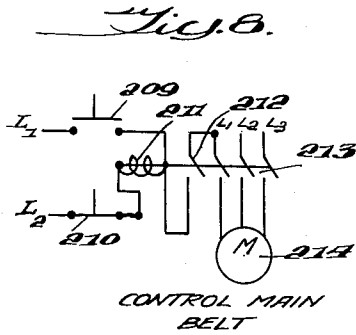 Fig. 8.
209
211
212
L1
L1 L2 L3
213
L2
210
M
214
CONTROL MAIN
BELT